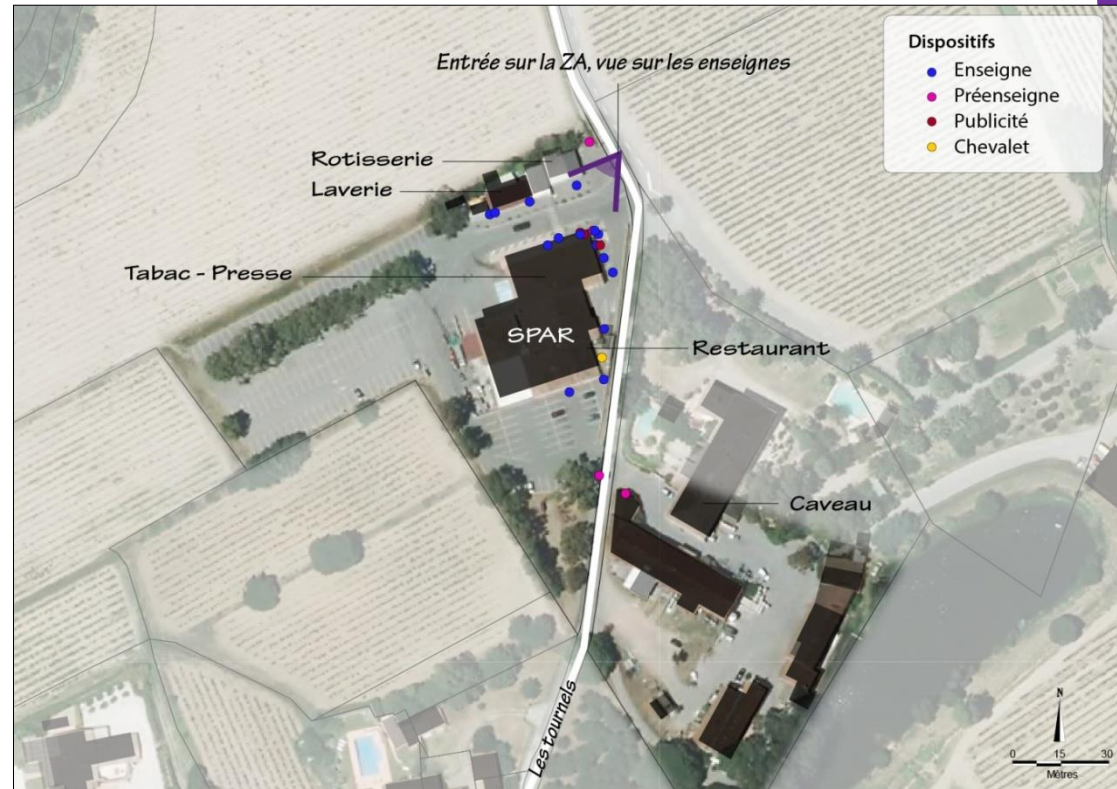 Dispositifs
Enseigne
Préenseigne
Publicité
Chevalet
Entrée sur la ZA, vue sur les enseignes
Rotisserie
Laverie
Tabac - Presse
SPAR
Restaurant
Caveau
Les tournels
N
0 15 30
Mètres